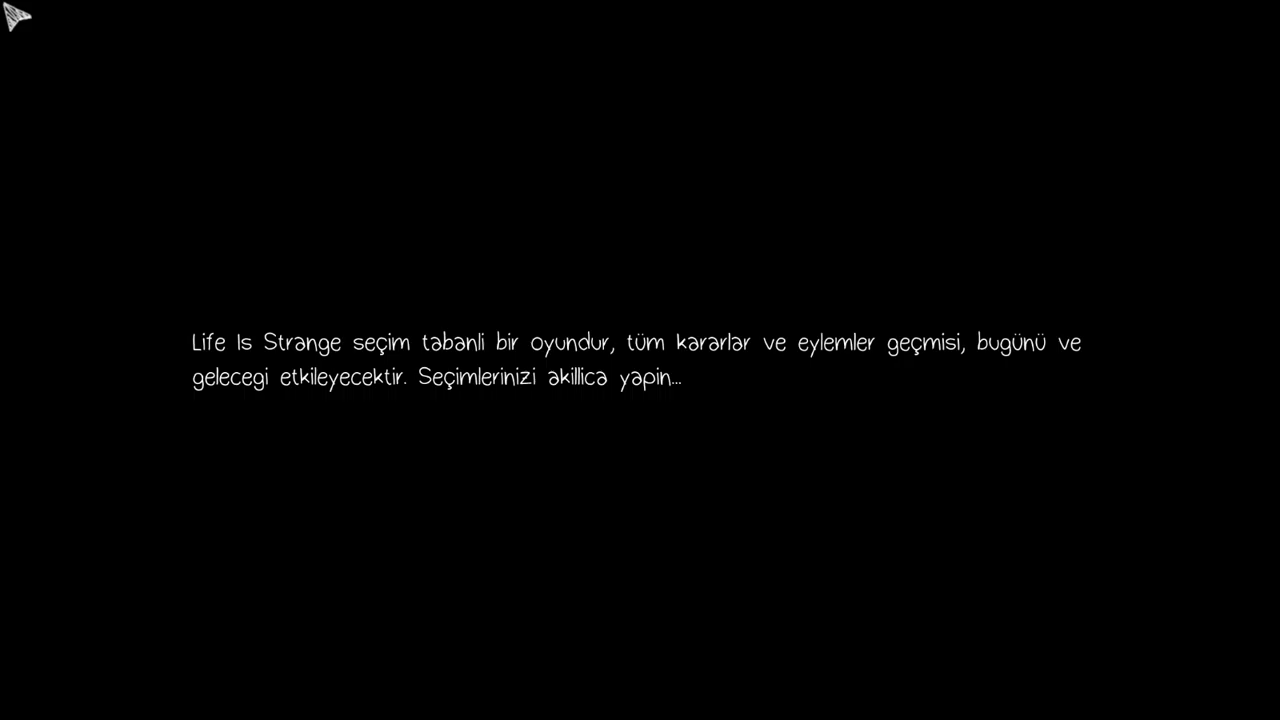 Life Is Strange seçim tabanli bir oyundur, tüm kararlar ve eylemler geçmisi, bugünü ve
gelecegi etkileyecektir. Seçimlerinizi akillica yapin...